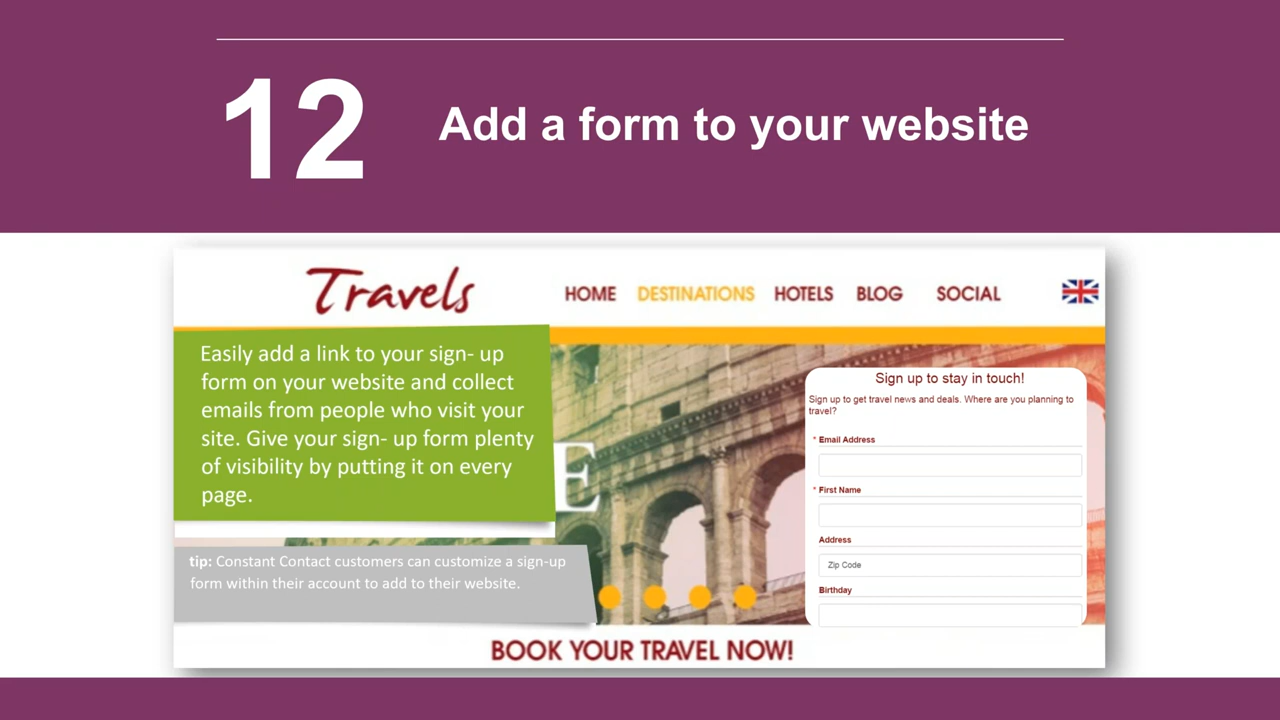 12
Add a form to your website
Travels
HOME DESTINATIONS HOTELS BLOG SOCIAL
Easily add a link to your sign- up
form on your website and collect
emails from people who visit your
site. Give your sign- up form plenty
of visibility by putting it on every
page.
E
tip: Constant Contact customers can customize a sign-up
form within their account to add to their website.
Sign up to stay in touch!
Sign up to get travel news and deals. Where are you planning to
travel?
* Email Address
* First Name
Address
Zip Code
Birthday
BOOK YOUR TRAVEL NOW!